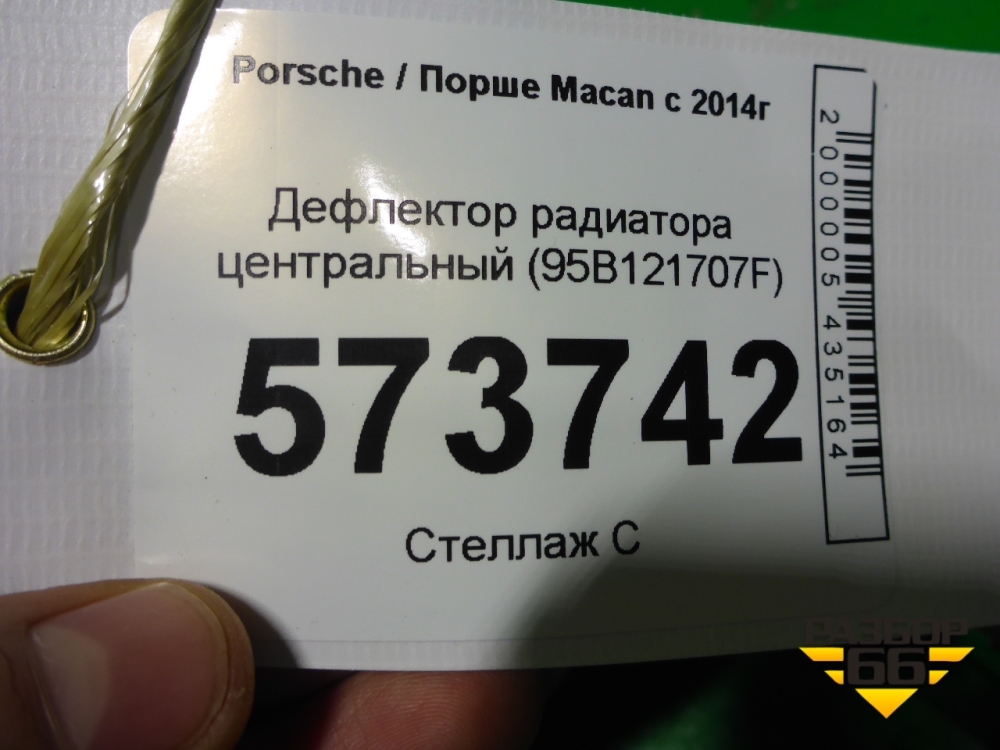 Porsche / Порше Macan с 2014г
Дефлектор радиатора
центральный (95B121707F)
573742
Стеллаж С
2000005435164
РАЗБОР
66